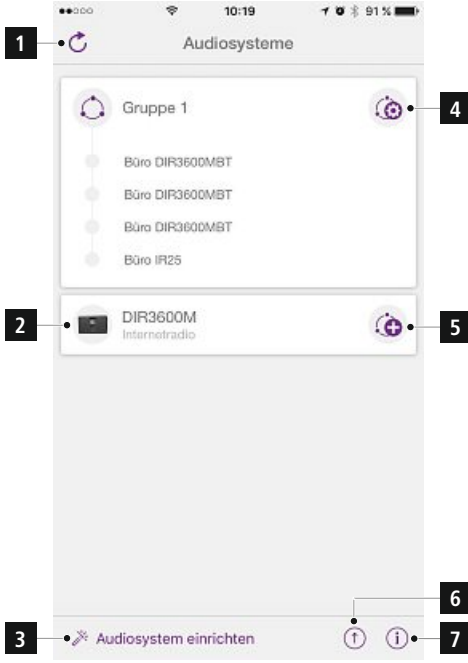 10:19
91 %
1
Audiosysteme
Gruppe 1
4
Büro DIR3600MBT
Büro DIR3600MBT
Büro DIR3600MBT
Büro IR25
2
DIR3600M
Internetradio
5
6
3
Audiosystem einrichten
7